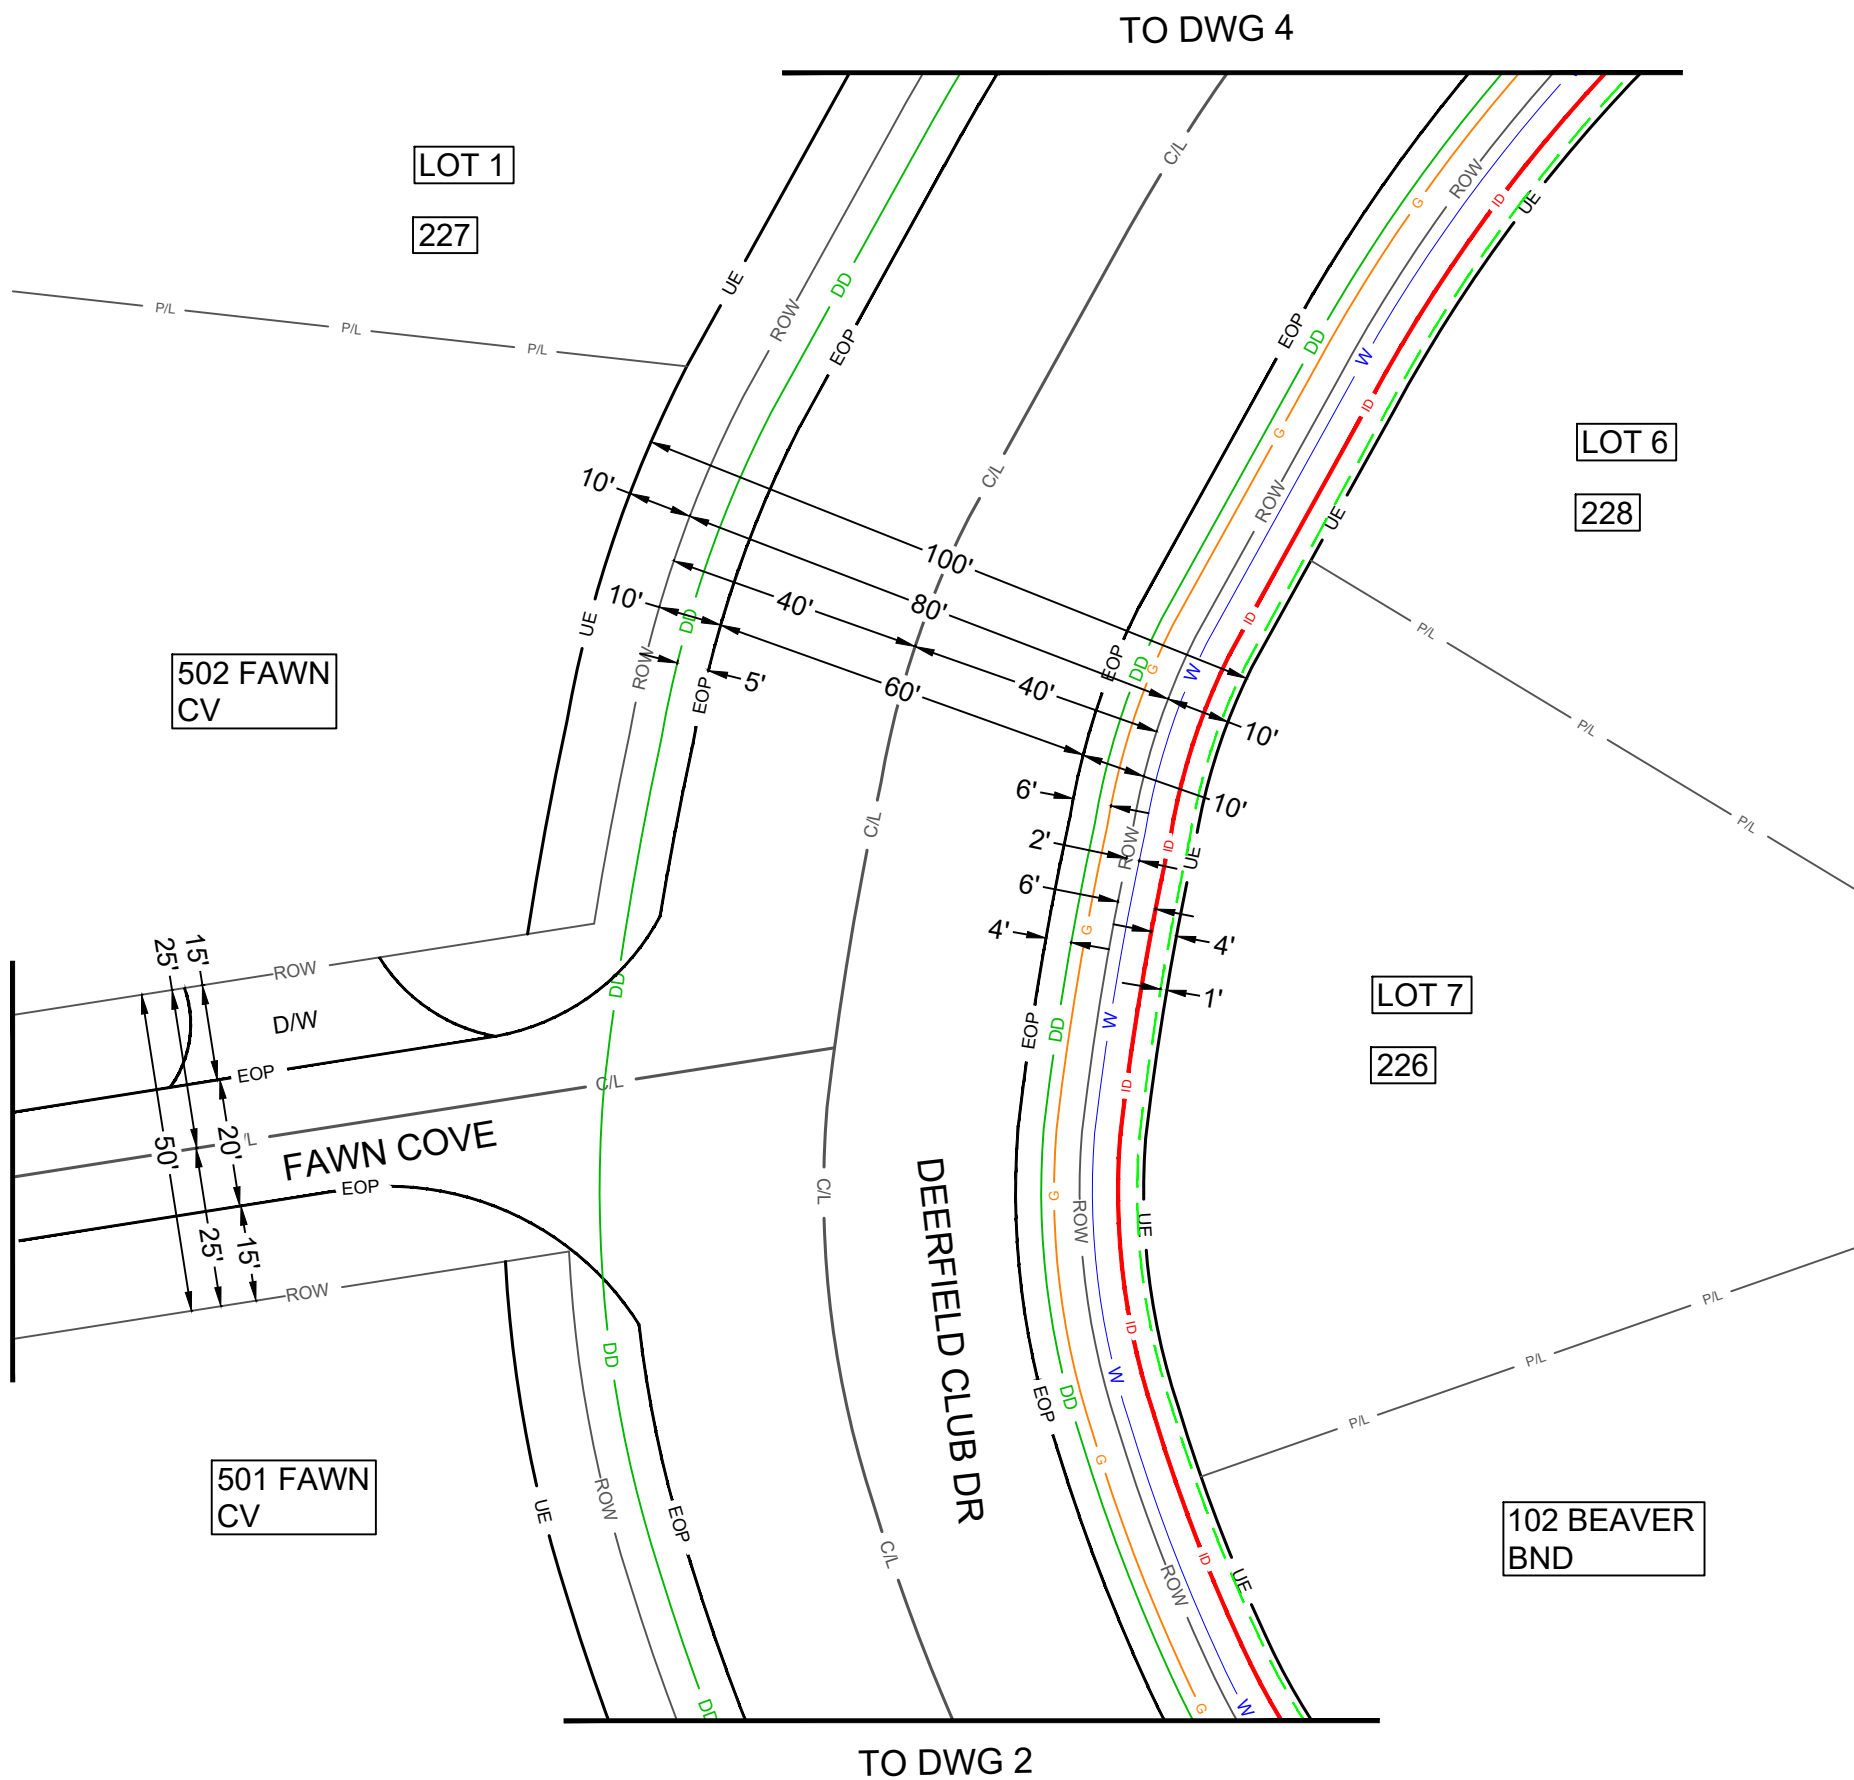 TO DWG 4
LOT 1
227
UE
ROW
DD
EOP
C/L
EOP
DD
G
ROW
W
ID
UE
P/L
P/L
P/L
G
ROW
ID
UE
LOT 6
228
C/L
G
ROW
UE
10'
100'
80'
40'
10'
60'
40'
5'
10'
10'
UE
ROW
DD
EOP
EOP
DD
G
W
ID
P/L
P/L
P/L
502 FAWN
CV
C/L
6'
2'
6'
4'
ROW
ID
UE
G
4'
1'
15'
25'
ROW
D/W
DD
EOP
C/L
EOP
DD
W
ID
LOT 7
226
50'
20'
/L
FAWN COVE
EOP
25'
15'
ROW
C/L
DEERFIELD CLUB DR
G
ROW
UE
DD
ID
W
P/L
P/L
P/L
EOP
DD
G
501 FAWN
CV
UE
ROW
EOP
C/L
ID
UE
ROW
102 BEAVER
BND
DD
G
W
TO DWG 2